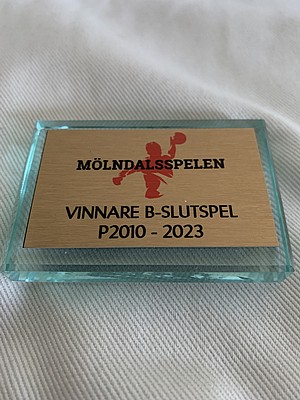 MÖLNDALSSPELEN
VINNARE B-SLUTSPEL
P2010 - 2023